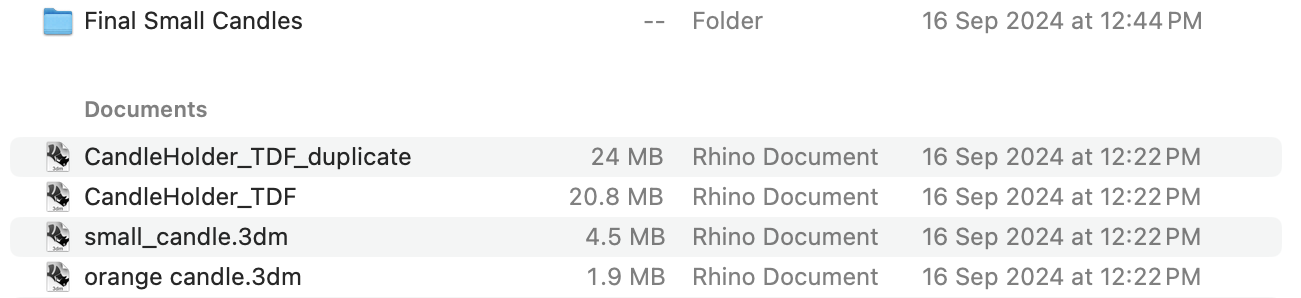 Final Small Candles -- Folder 16 Sep 2024 at 12:44 PM
Documents
CandleHolder_TDF_duplicate 24 MB Rhino Document 16 Sep 2024 at 12:22 PM
CandleHolder_TDF 20.8 MB Rhino Document 16 Sep 2024 at 12:22 PM
small_candle.3dm 4.5 MB Rhino Document 16 Sep 2024 at 12:22 PM
orange candle.3dm 1.9 MB Rhino Document 16 Sep 2024 at 12:22 PM